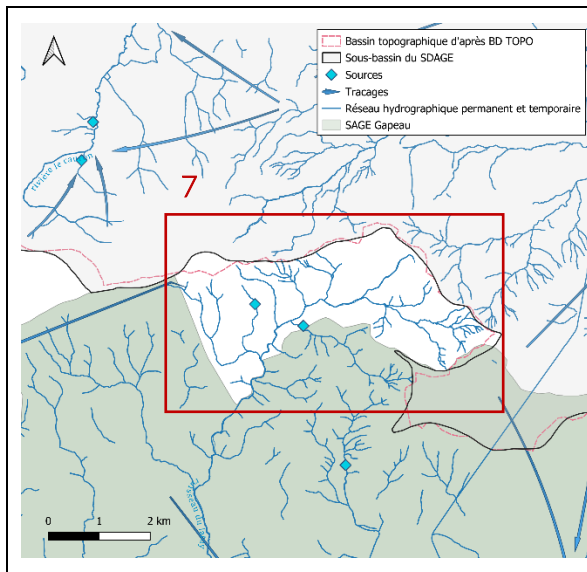 Bassin topographique d'après BD TOPO
Sous-bassin du SDAGE
Sources
Tracages
Réseau hydrographique permanent et temporaire
SAGE Gapeau
7
0 1 2 km